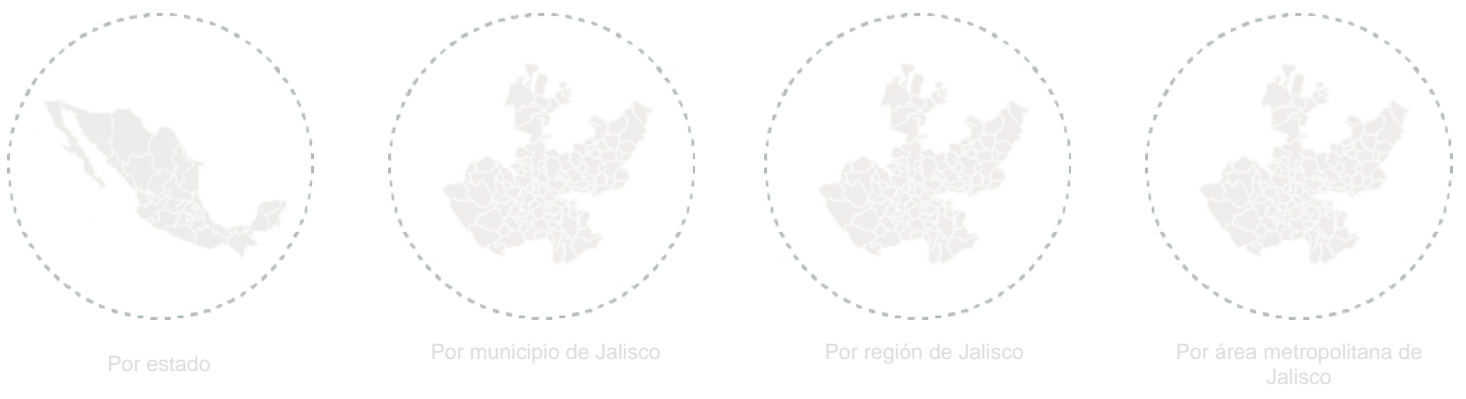 Por estado
Por municipio de Jalisco
Por región de Jalisco
Por área metropolitana de
Jalisco